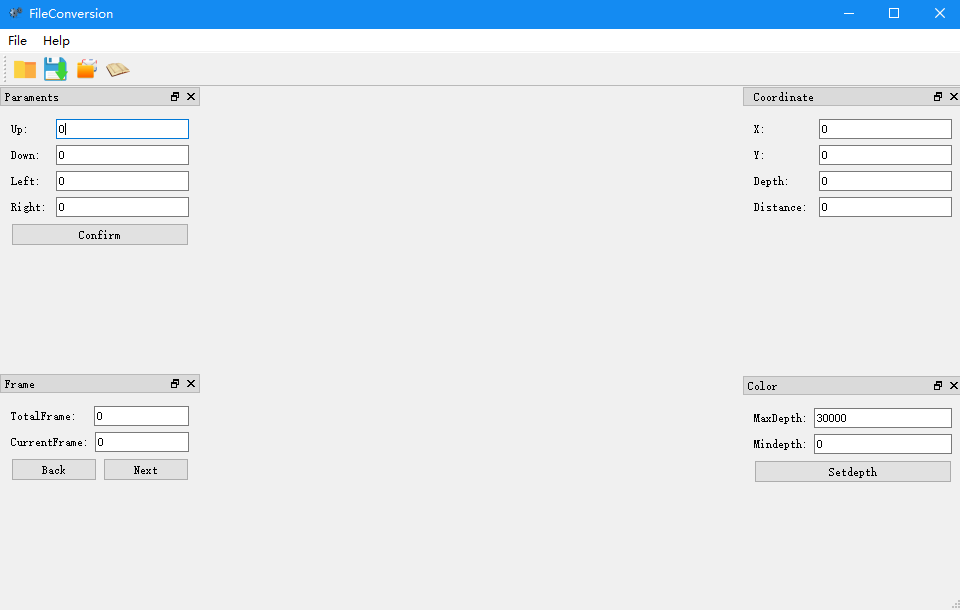 FileConversion
File Help
Paraments
Up: 0
Down: 0
Left: 0
Right: 0
Confirm
Coordinate
X: 0
Y: 0
Depth: 0
Distance: 0
Frame
TotalFrame: 0
CurrentFrame: 0
Back Next
Color
MaxDepth: 30000
Mindepth: 0
Setdepth